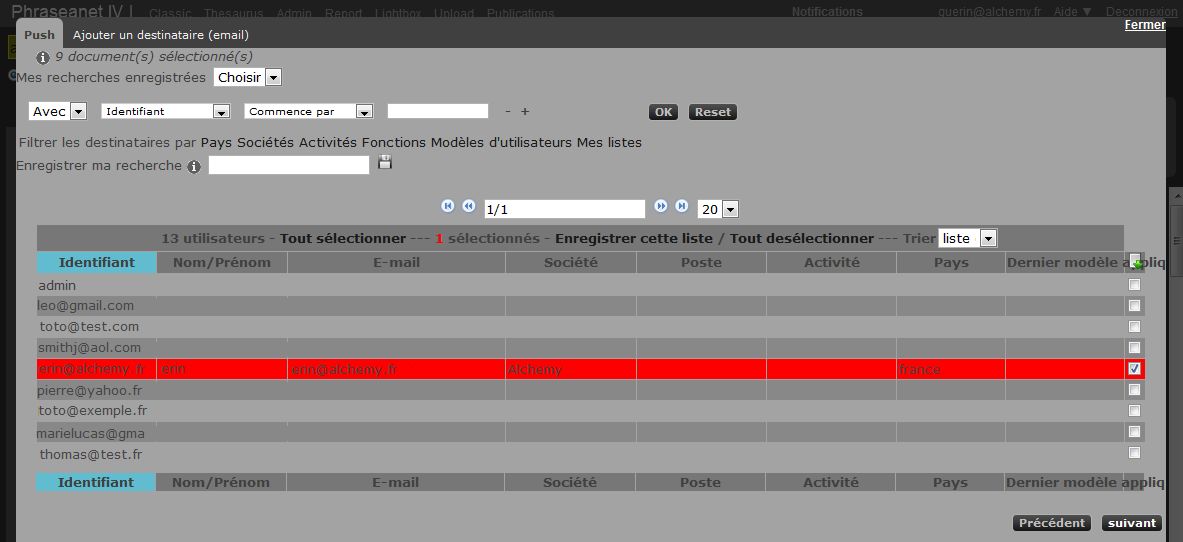 Phraseanet IV | Classic Thesaurus Admin Report Lightbox Upload Publications Notifications guerin@alchemy.fr Aide ▼ Deconnexion
Fermer
Push Ajouter un destinataire (email)
9 document(s) sélectionné(s)
Mes recherches enregistrées Choisir
Avec Identifiant Commence par - + OK Reset
Filtrer les destinataires par Pays Sociétés Activités Fonctions Modèles d'utilisateurs Mes listes
Enregistrer ma recherche
1/1 20
13 utilisateurs - Tout sélectionner --- 1 sélectionnés - Enregistrer cette liste / Tout desélectionner --- Trier liste
Identifiant Nom/Prénom E-mail Société Poste Activité Pays Dernier modèle appliq
admin
leo@gmail.com
toto@test.com
smithj@aol.com
erin@alchemy.fr erin erin@alchemy.fr Alchemy france
pierre@yahoo.fr
toto@exemple.fr
marielucas@gma
thomas@test.fr
Identifiant Nom/Prénom E-mail Société Poste Activité Pays Dernier modèle appliq
Précédent suivant